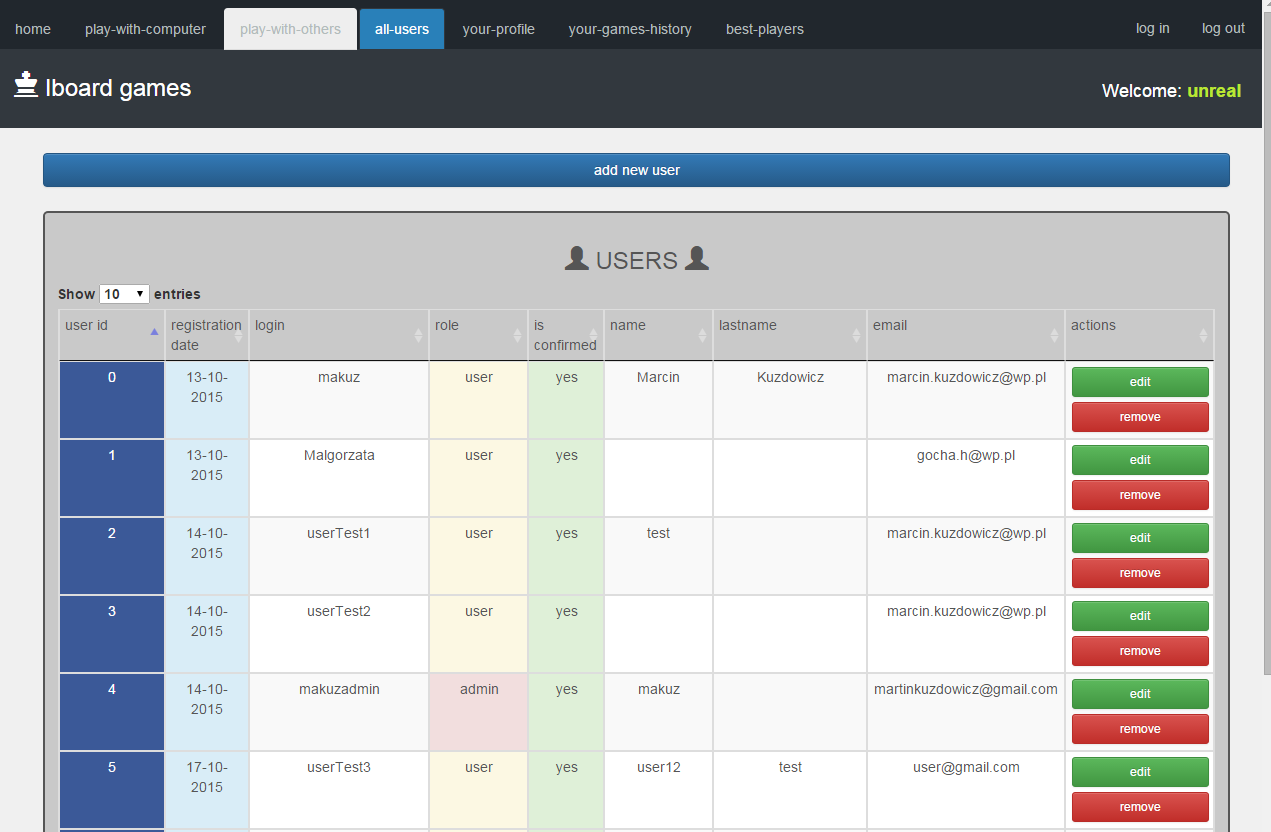 home play-with-computer play-with-others all-users your-profile your-games-history best-players log in log out
Iboard games Welcome: unreal
add new user
USERS
Show 10 entries
user id registration date login role is confirmed name lastname email actions
0 13-10-2015 makuz user yes Marcin Kuzdowicz marcin.kuzdowicz@wp.pl edit
remove
1 13-10-2015 Malgorzata user yes gocha.h@wp.pl edit
remove
2 14-10-2015 userTest1 user yes test marcin.kuzdowicz@wp.pl edit
remove
3 14-10-2015 userTest2 user yes marcin.kuzdowicz@wp.pl edit
remove
4 14-10-2015 makuzadmin admin yes makuz martinkuzdowicz@gmail.com edit
remove
5 17-10-2015 userTest3 user yes user12 test user@gmail.com edit
remove